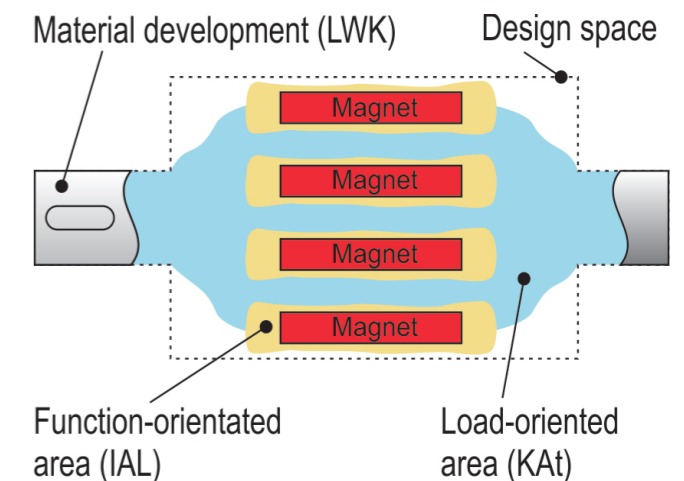 Material development (LWK)
Design space
Magnet
Magnet
Magnet
Magnet
Function-orientated
area (IAL)
Load-oriented
area (KAt)